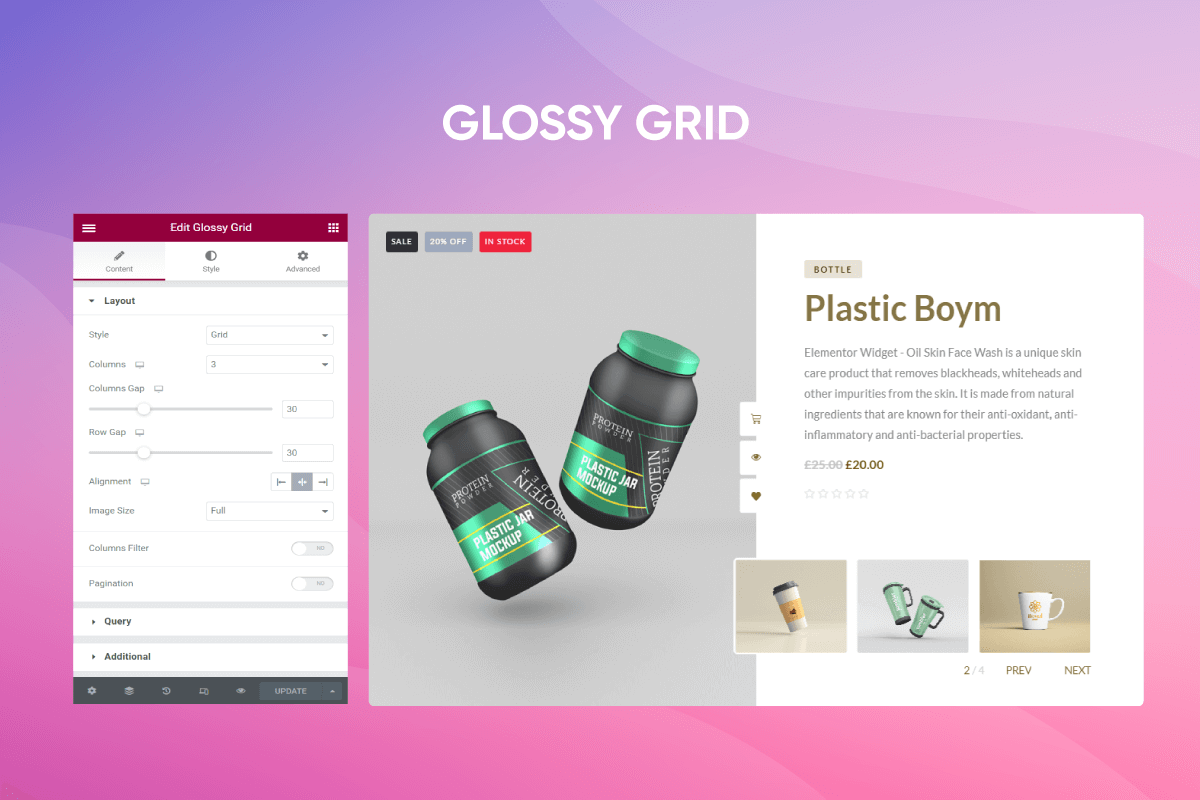 GLOSSY GRID
Edit Glossy Grid
Content
Style
Advanced
Layout
Style
Grid
Columns
3
Columns Gap
30
Row Gap
30
Alignment
Image Size
Full
Columns Filter
NO
Pagination
NO
Query
Additional
UPDATE
SALE
20% OFF
IN STOCK
PROTEIN
POWDER
PLASTIC JAR
MOCKUP
PROTEIN
PROTEIN
POWDER
PLASTIC JAR
MOCKUP
PROTEIN
POWDER
BOTTLE
Plastic Boym
Elementor Widget - Oil Skin Face Wash is a unique skin
care product that removes blackheads, whiteheads and
other impurities from the skin. It is made from natural
ingredients that are known for their anti-oxidant, anti-
inflammatory and anti-bacterial properties.
£25.00 £20.00
2 / 4
PREV
NEXT